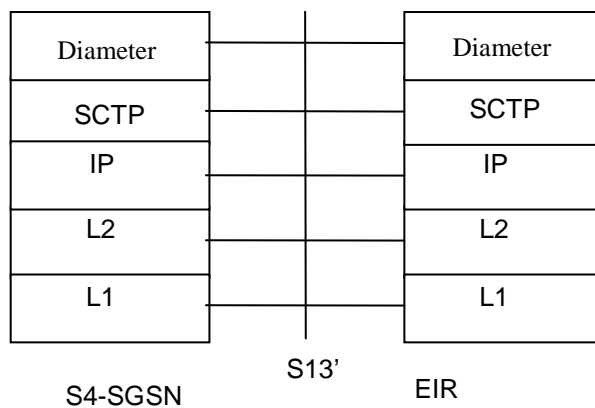 Diameter Diameter
SCTP SCTP
IP IP
L2 L2
L1 L1
S13’
S4-SGSN EIR